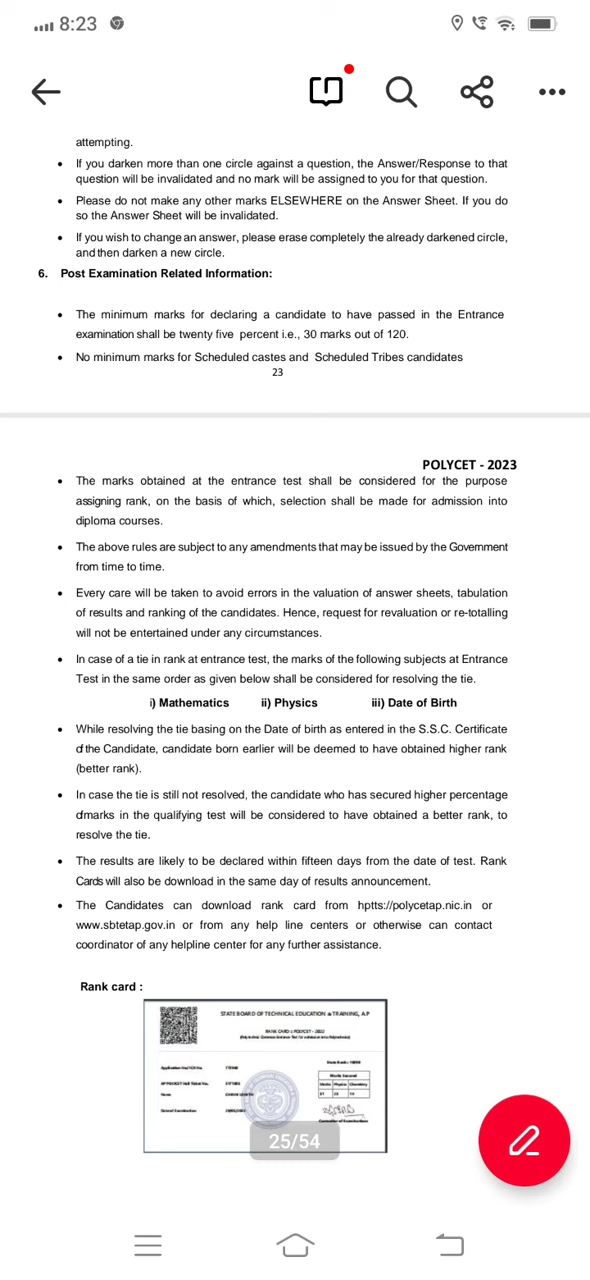 8:23
attempting.
• If you darken more than one circle against a question, the Answer/Response to that
question will be invalidated and no mark will be assigned to you for that question.
• Please do not make any other marks ELSEWHERE on the Answer Sheet. If you do
so the Answer Sheet will be invalidated.
• If you wish to change an answer, please erase completely the already darkened circle,
and then darken a new circle.
6. Post Examination Related Information:
• The minimum marks for declaring a candidate to have passed in the Entrance
examination shall be twenty five percent i.e., 30 marks out of 120.
• No minimum marks for Scheduled castes and Scheduled Tribes candidates
23
POLYCET - 2023
• The marks obtained at the entrance test shall be considered for the purpose
assigning rank, on the basis of which, selection shall be made for admission into
diploma courses.
• The above rules are subject to any amendments that may be issued by the Government
from time to time.
• Every care will be taken to avoid errors in the valuation of answer sheets, tabulation
of results and ranking of the candidates. Hence, request for revaluation or re-totalling
will not be entertained under any circumstances.
• In case of a tie in rank at entrance test, the marks of the following subjects at Entrance
Test in the same order as given below shall be considered for resolving the tie.
i) Mathematics ii) Physics iii) Date of Birth
• While resolving the tie basing on the Date of birth as entered in the S.S.C. Certificate
of the Candidate, candidate born earlier will be deemed to have obtained higher rank
(better rank).
• In case the tie is still not resolved, the candidate who has secured higher percentage
of marks in the qualifying test will be considered to have obtained a better rank, to
resolve the tie.
• The results are likely to be declared within fifteen days from the date of test. Rank
Cards will also be download in the same day of results announcement.
• The Candidates can download rank card from hptts://polycetap.nic.in or
www.sbtetap.gov.in or from any help line centers or otherwise can contact
coordinator of any helpline center for any further assistance.
Rank card :
STATE BOARD OF TECHNICAL EDUCATION & TRAINING, A.P
RANK CARD : POLYCET - 2022
Marks Secured
Maths Physics Chemistry
Name
Date of Examination
Controller of Examinations
25/54